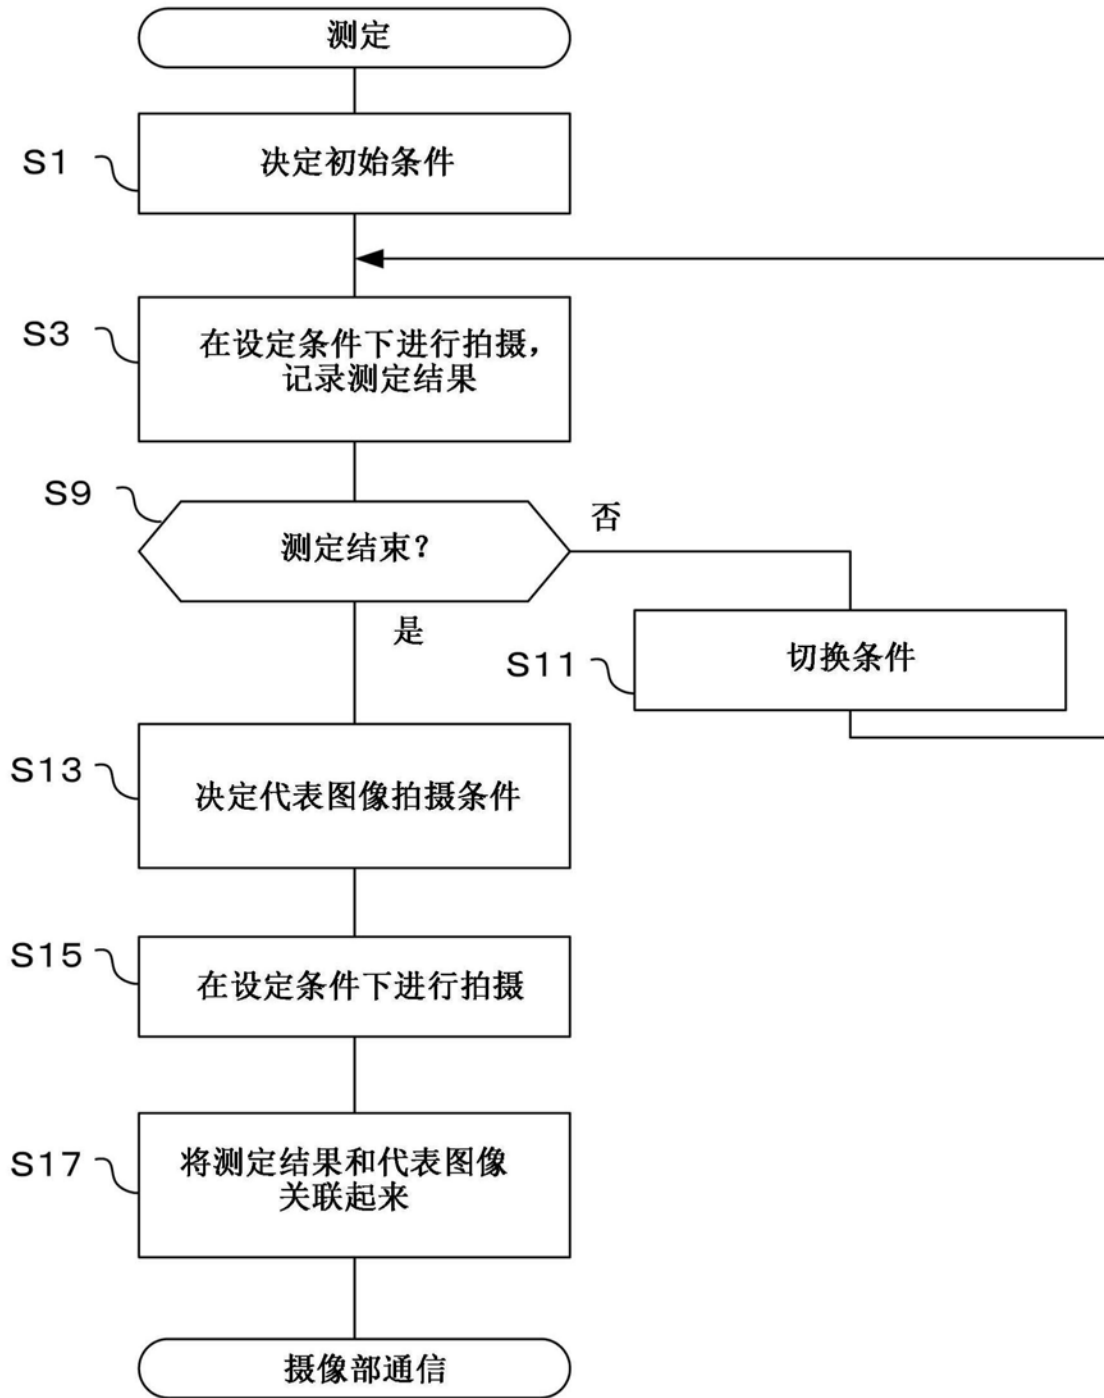 测定
S1
决定初始条件
S3
在设定条件下进行拍摄，
记录测定结果
S9
测定结束？
否
是
S11
切换条件
S13
决定代表图像拍摄条件
S15
在设定条件下进行拍摄
S17
将测定结果和代表图像
关联起来
摄像部通信